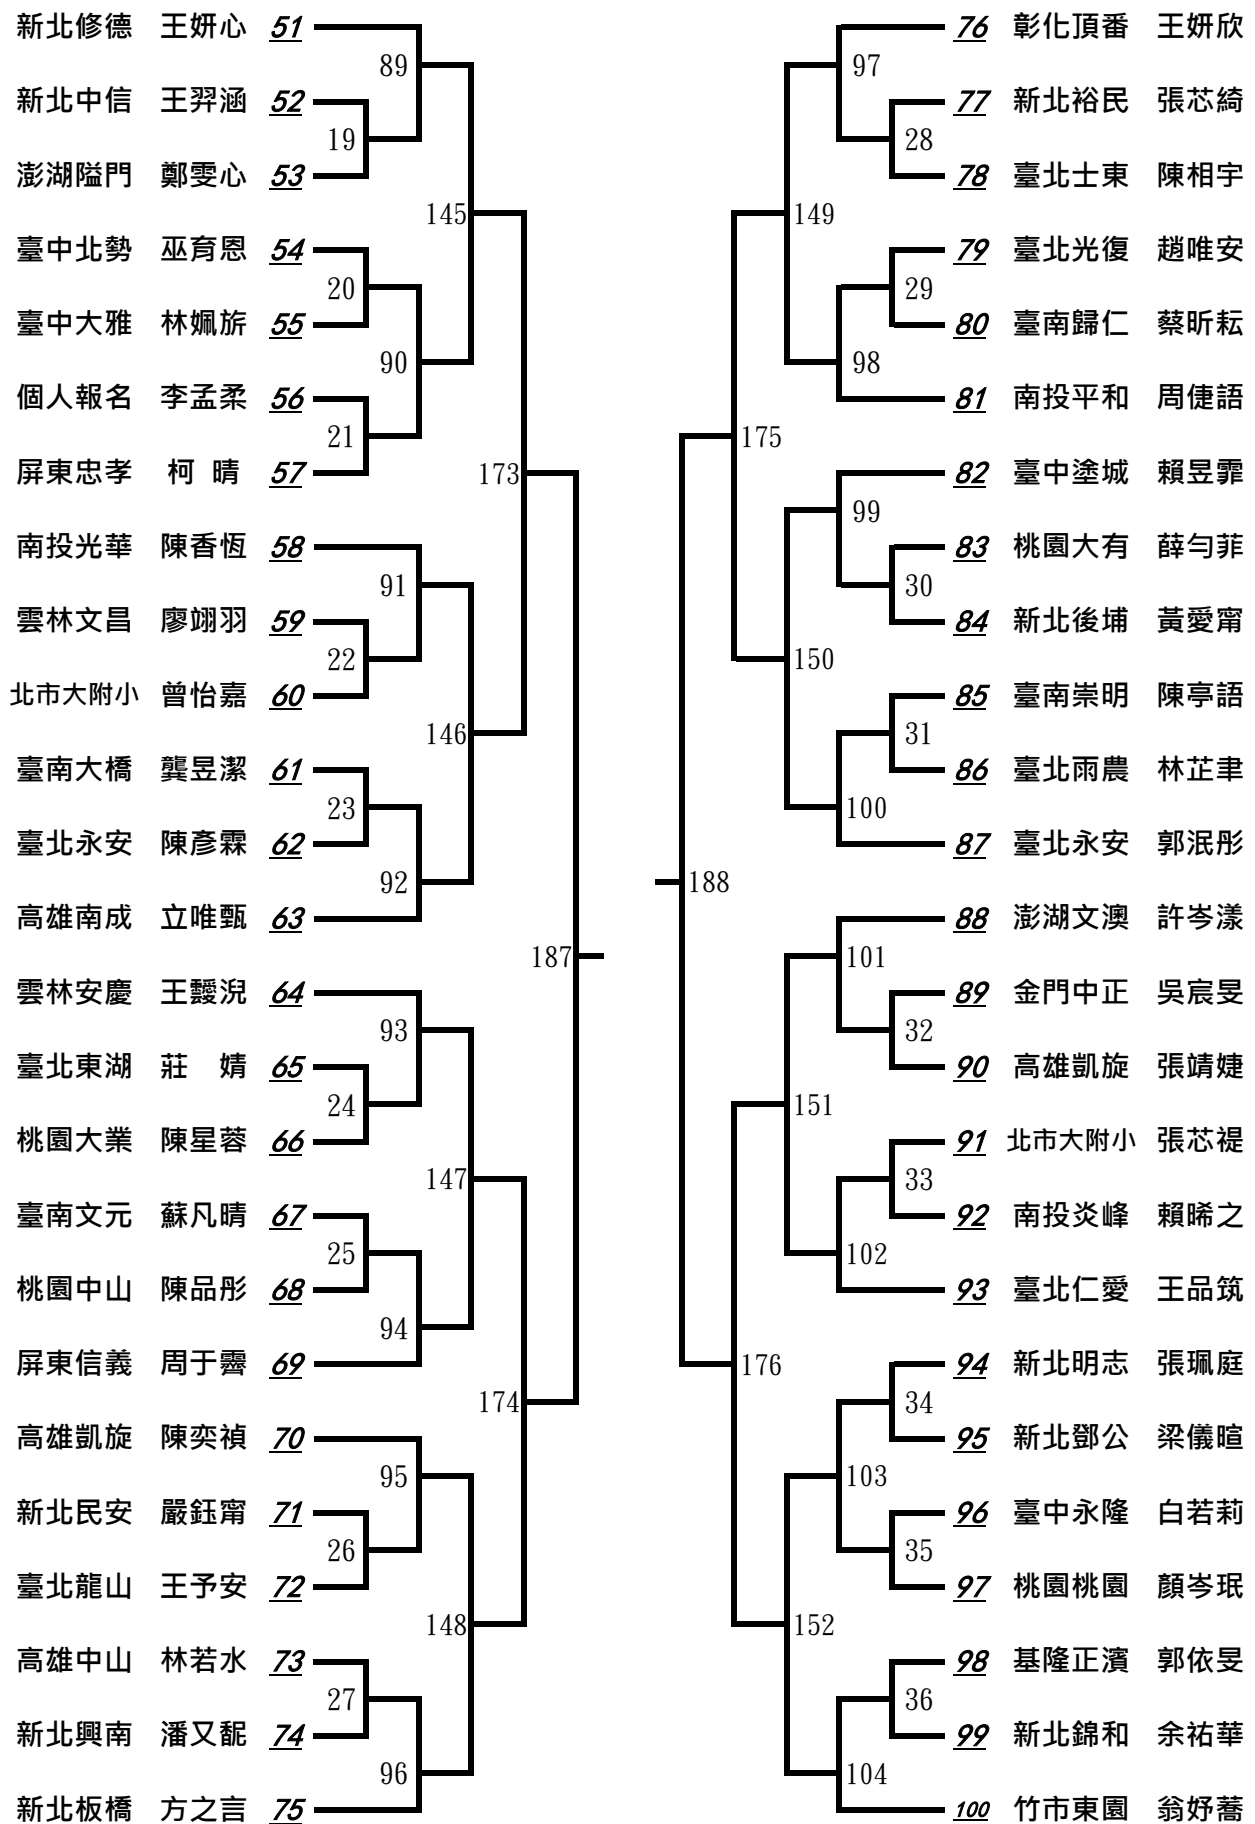 新北修德 王妍心 51
89
新北中信 王羿涵 52
19
澎湖隘門 鄭雯心 53
145
臺中北勢 巫育恩 54
20
臺中大雅 林姵旂 55
90
個人報名 李孟柔 56
21
屏東忠孝 柯 晴 57
173
南投光華 陳香恆 58
91
雲林文昌 廖翊羽 59
22
北市大附小 曾怡嘉 60
146
臺南大橋 龔昱潔 61
23
臺北永安 陳彥霖 62
92
高雄南成 立唯甄 63
187
雲林安慶 王靉涗 64
93
臺北東湖 莊 婧 65
24
桃園大業 陳星蓉 66
147
臺南文元 蘇凡晴 67
25
桃園中山 陳品彤 68
94
屏東信義 周于霽 69
174
高雄凱旋 陳奕禎 70
95
新北民安 嚴鈺甯 71
26
臺北龍山 王予安 72
148
高雄中山 林若水 73
27
新北興南 潘又馜 74
96
新北板橋 方之言 75
76 彰化頂番 王妍欣
97
77 新北裕民 張芯綺
28
78 臺北士東 陳相宇
149
79 臺北光復 趙唯安
29
80 臺南歸仁 蔡昕耘
98
81 南投平和 周倢語
175
82 臺中塗城 賴昱霏
99
83 桃園大有 薛勻菲
30
84 新北後埔 黃愛甯
150
85 臺南崇明 陳亭語
31
86 臺北雨農 林芷聿
100
87 臺北永安 郭泯彤
188
88 澎湖文澳 許岑漾
101
89 金門中正 吳宸旻
32
90 高雄凱旋 張靖婕
151
91 北市大附小 張芯禔
33
92 南投炎峰 賴晞之
102
93 臺北仁愛 王品筑
176
94 新北明志 張珮庭
34
95 新北鄧公 梁儀暄
103
96 臺中永隆 白若莉
35
97 桃園桃園 顏岑珉
152
98 基隆正濱 郭依旻
36
99 新北錦和 余祐華
104
100 竹市東園 翁妤蕎